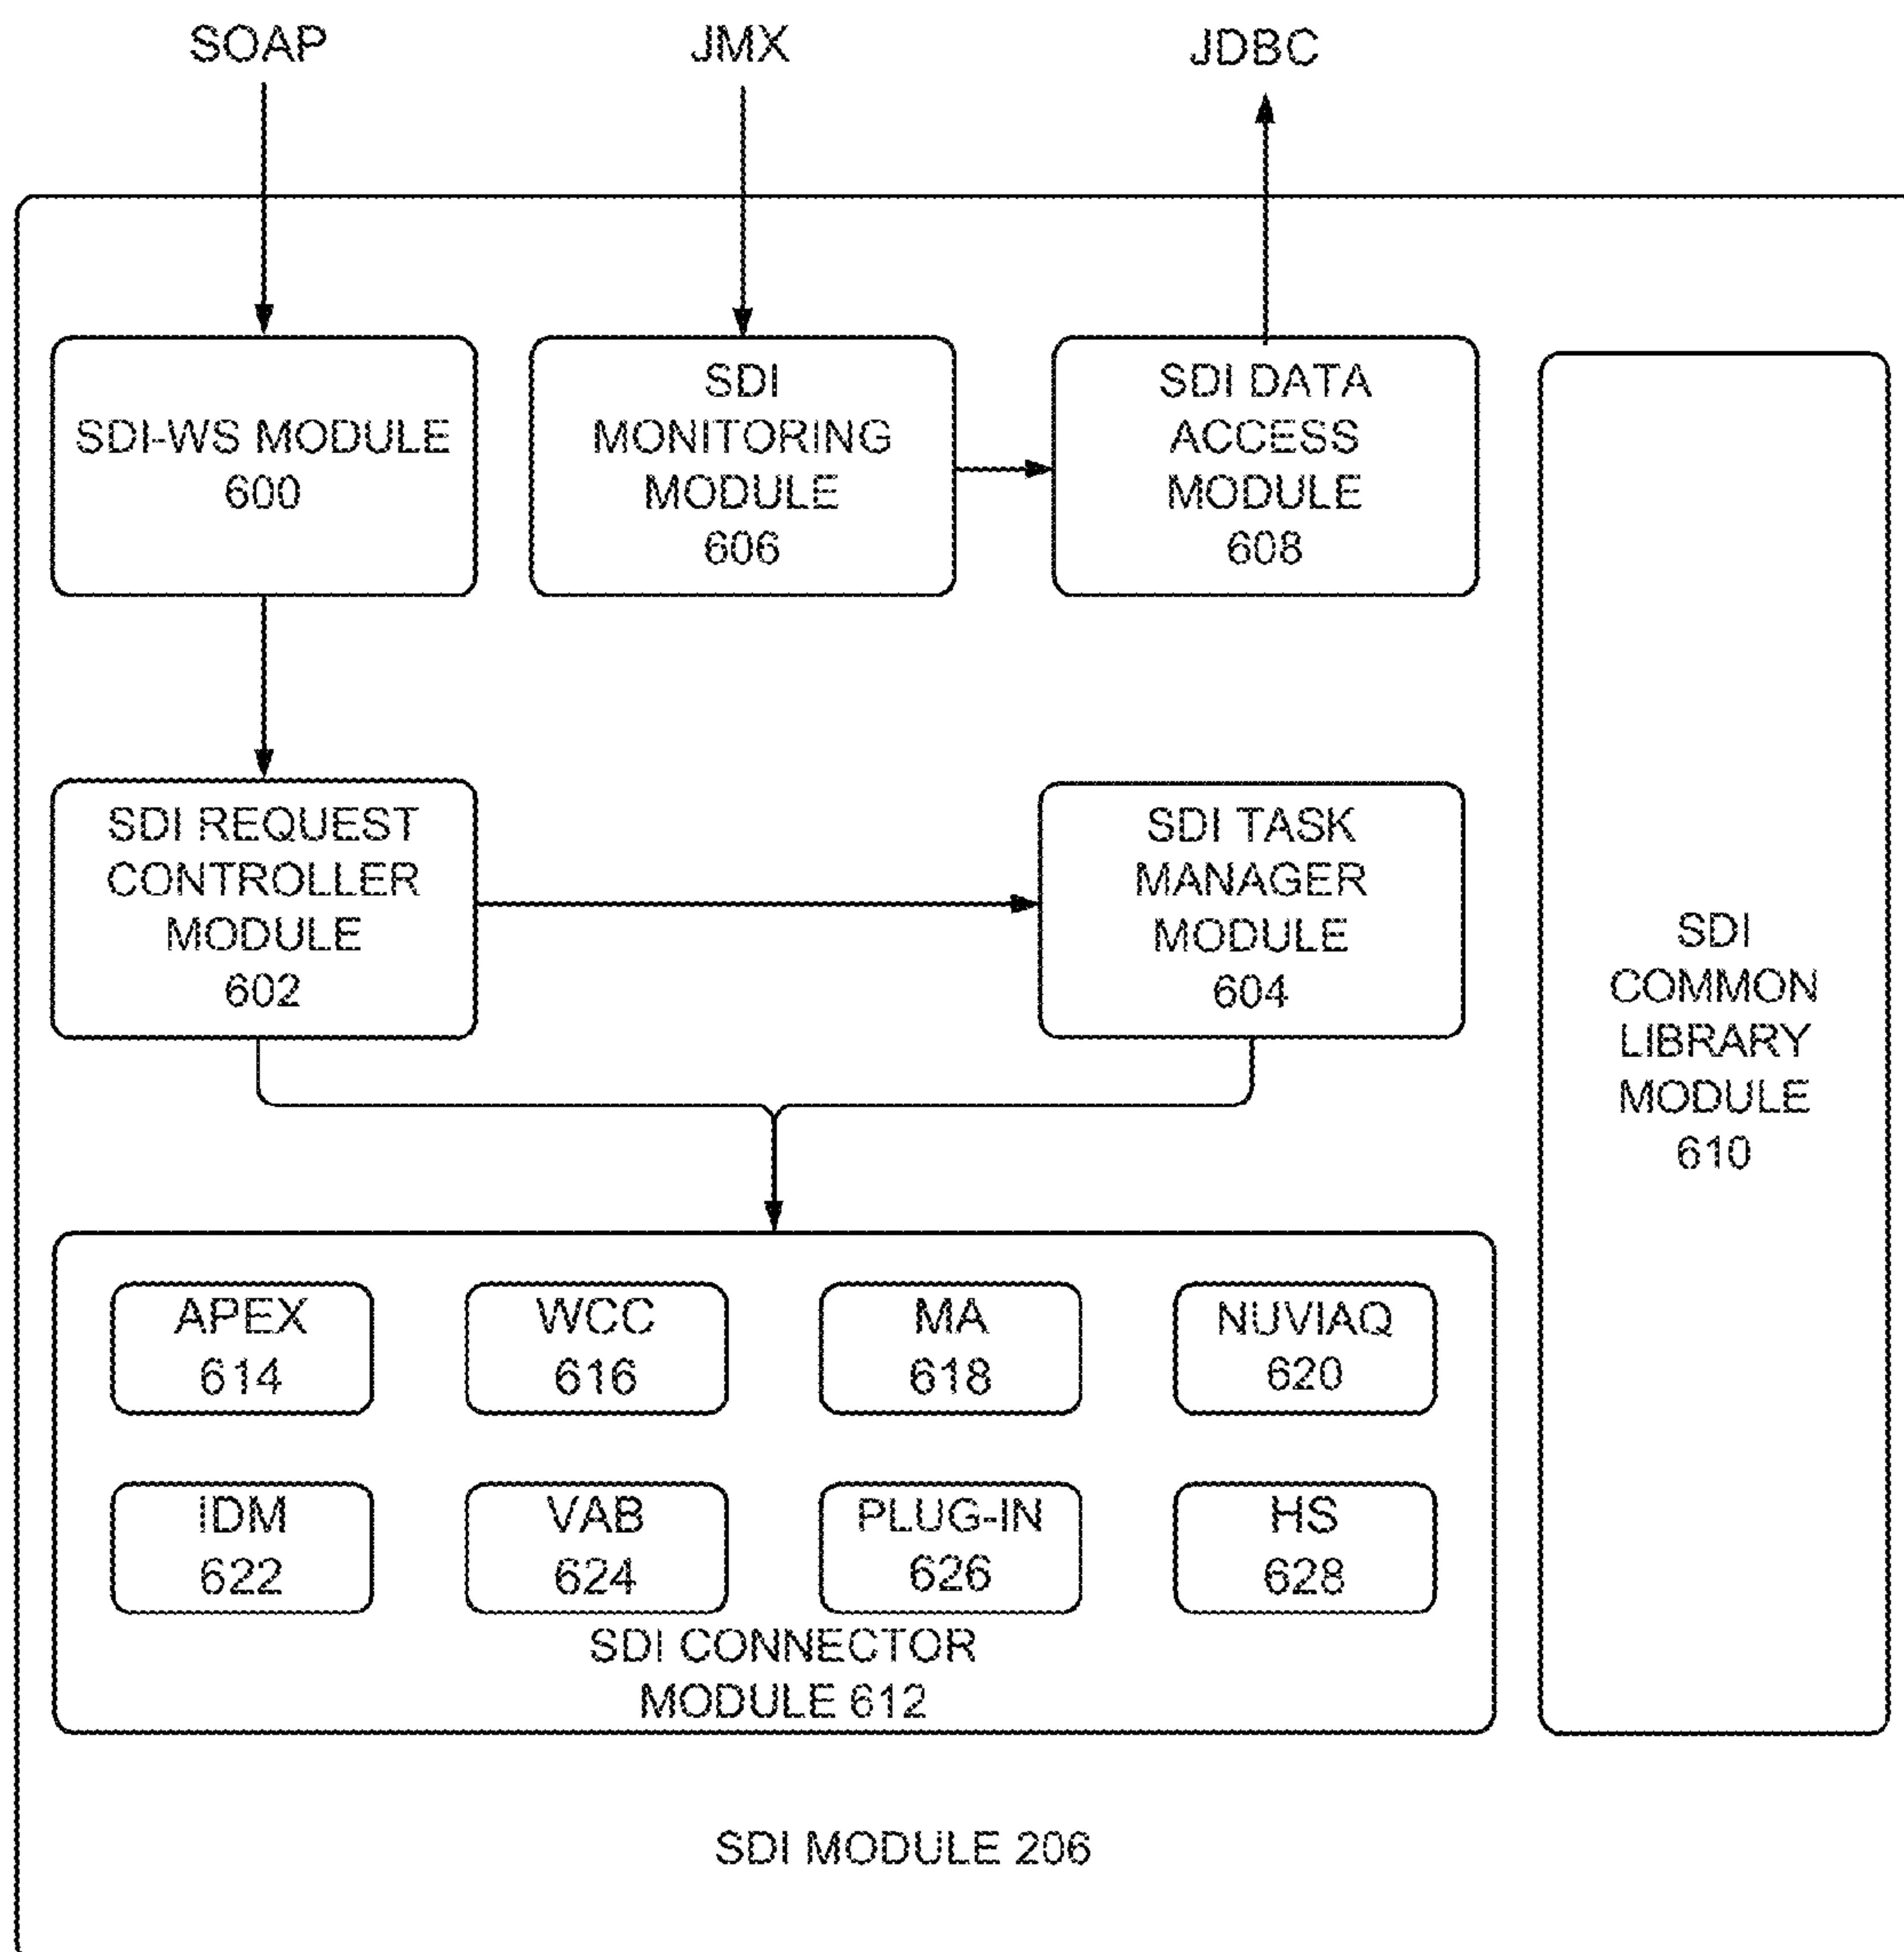 SOAP
JMX
JDBC
SDI-WS MODULE
600
SDI
MONITORING
MODULE
606
SDI DATA
ACCESS
MODULE
608
SDI REQUEST
CONTROLLER
MODULE
602
SDI TASK
MANAGER
MODULE
604
SDI
COMMON
LIBRARY
MODULE
610
APEX
614
WCC
616
MA
618
NUVIAQ
620
IDM
622
VAB
624
PLUG-IN
626
HS
628
SDI CONNECTOR
MODULE 612
SDI MODULE 206